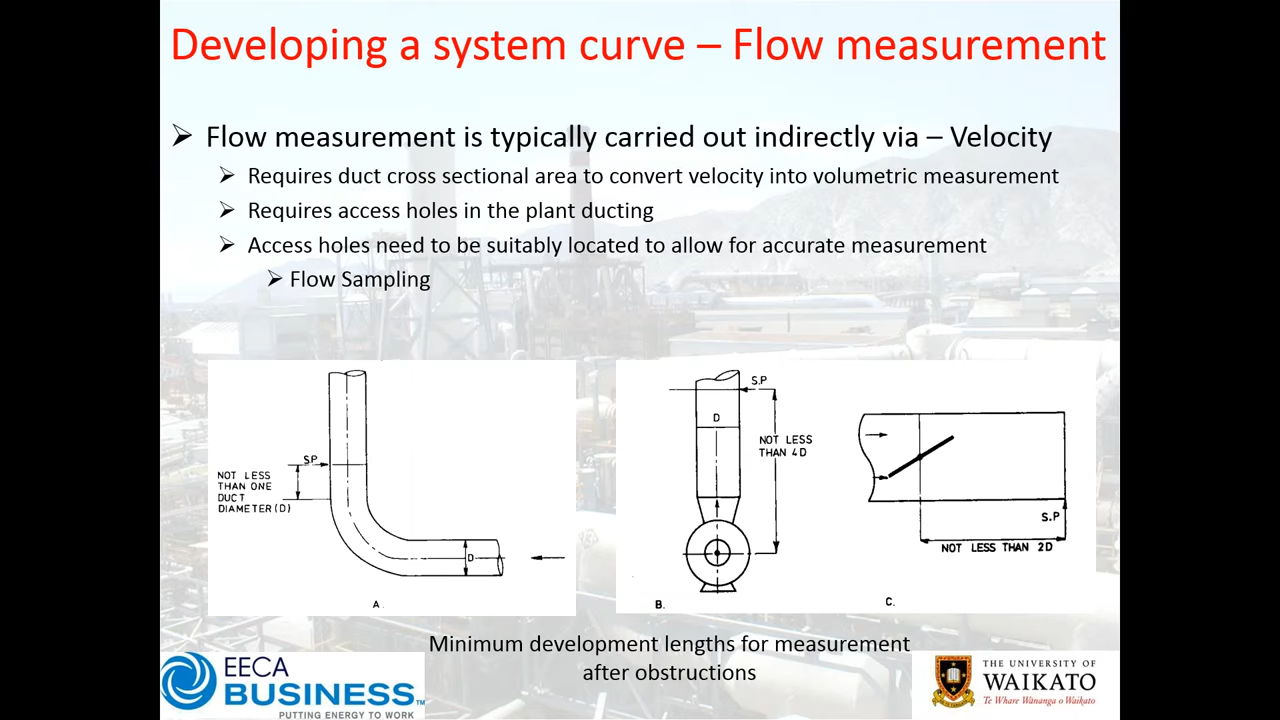 Developing a system curve – Flow measurement
➢ Flow measurement is typically carried out indirectly via – Velocity
➢ Requires duct cross sectional area to convert velocity into volumetric measurement
➢ Requires access holes in the plant ducting
➢ Access holes need to be suitably located to allow for accurate measurement
➢ Flow Sampling
S.P
NOT LESS
THAN ONE
DUCT
DIAMETER (D)
D
A.
S.P
D
NOT LESS
THAN 4D
B.
S.P
NOT LESS THAN 2D
C.
Minimum development lengths for measurement
after obstructions
EECA
BUSINESS™
PUTTING ENERGY TO WORK
THE UNIVERSITY OF
WAIKATO
Te Whare Wānanga o Waikato